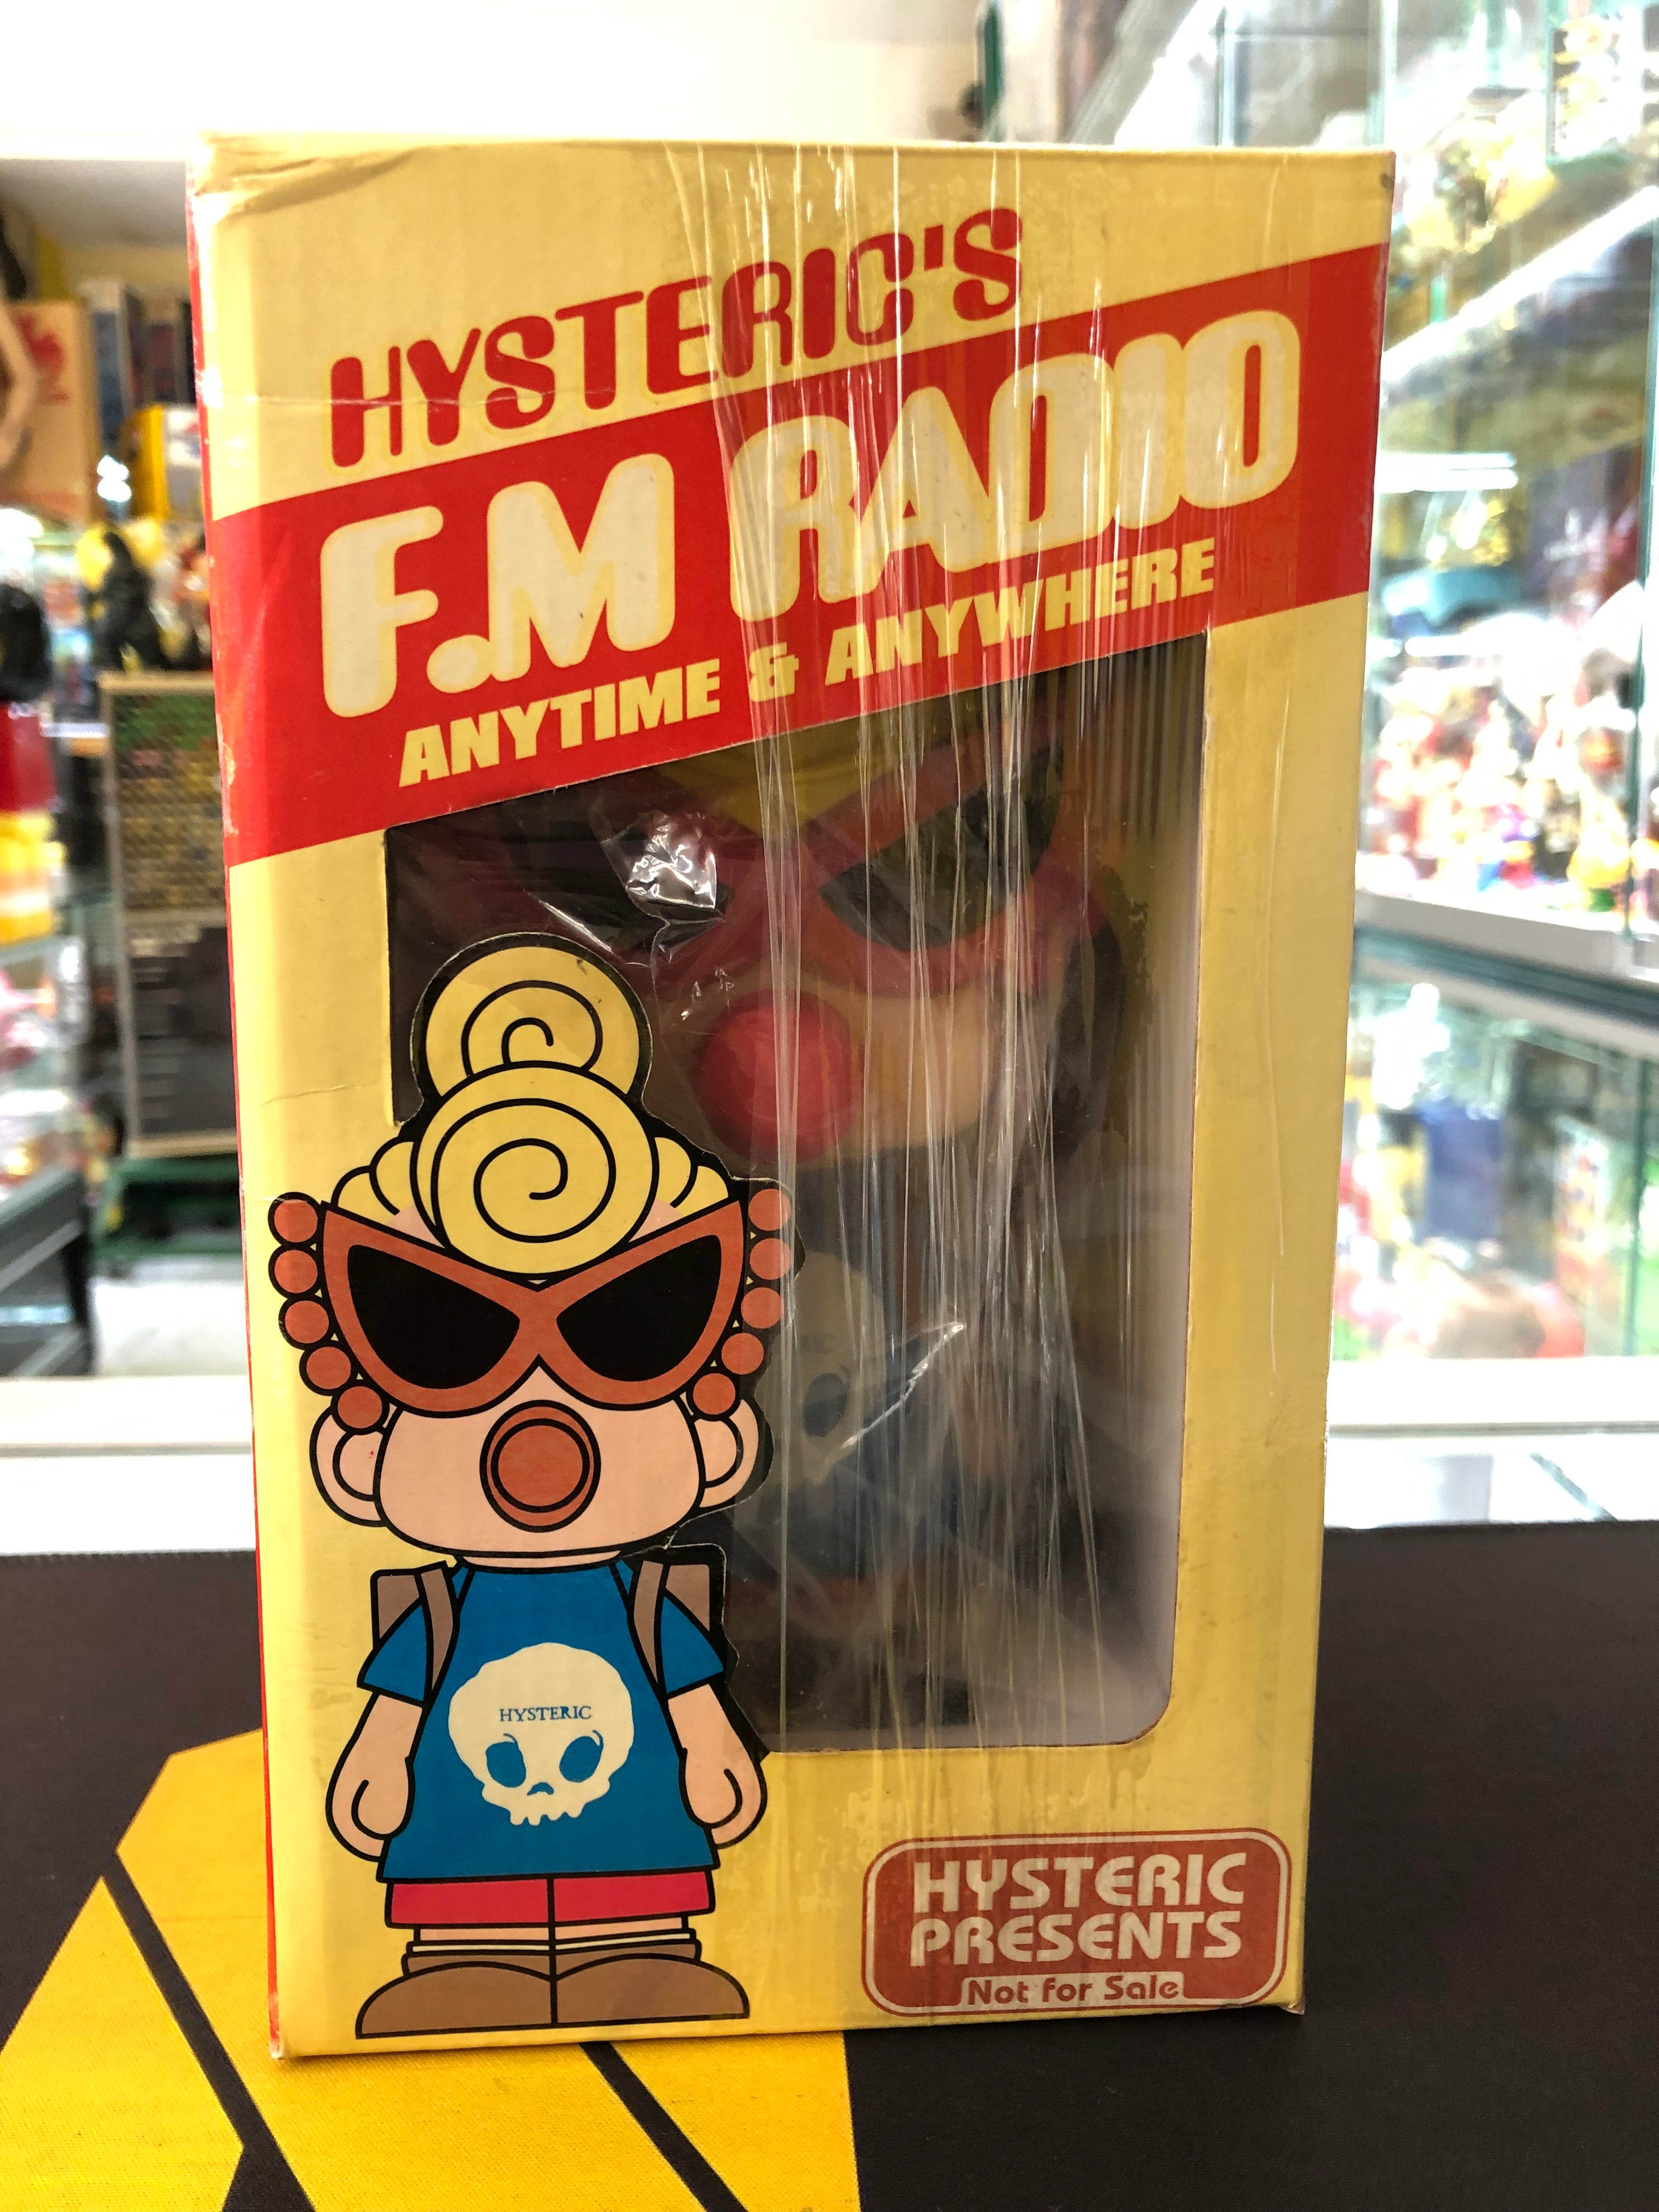 HYSTERIC'S
F.M RADIO
ANYTIME & ANYWHERE
HYSTERIC
HYSTERIC
PRESENTS
Not for Sale